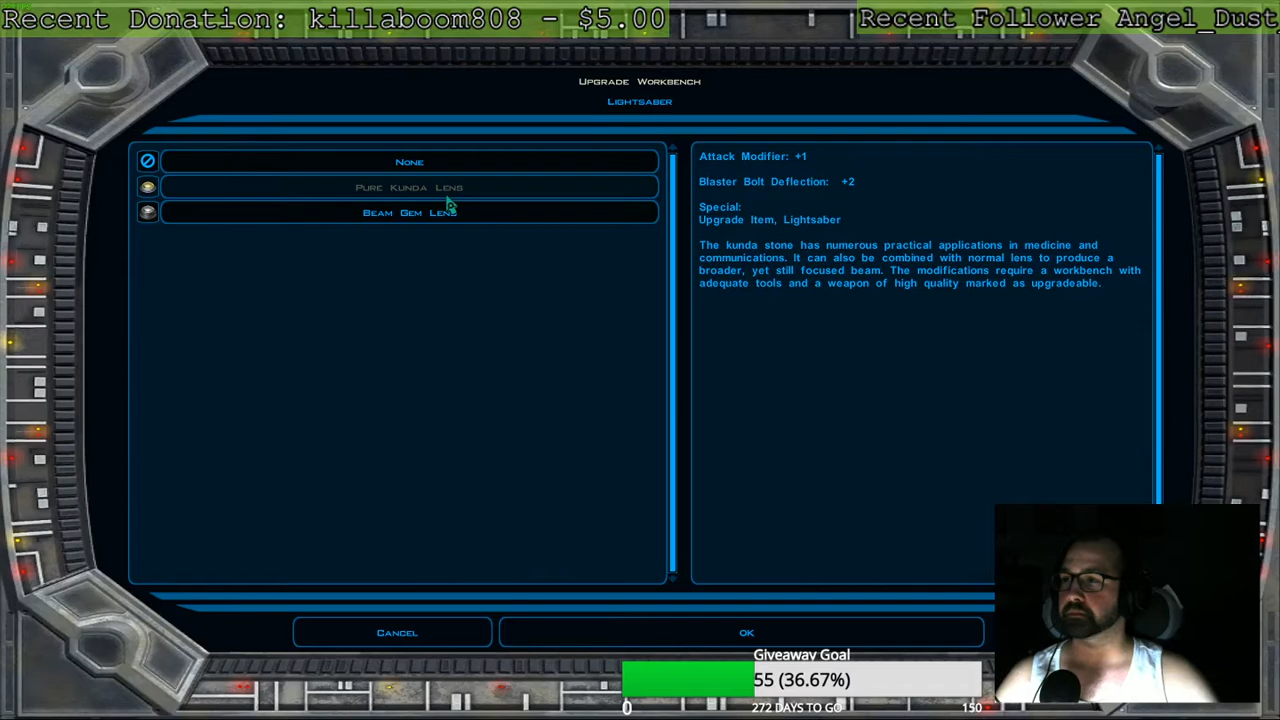 Recent Donation: killaboom808 - $5.00
Recent Follower Angel_Dust_
Upgrade Workbench
Lightsaber
None
Pure Kunda Lens
Beam Gem Lens
Attack Modifier: +1
Blaster Bolt Deflection: +2
Special:
Upgrade Item, Lightsaber
The kunda stone has numerous practical applications in medicine and
communications. It can also be combined with normal lens to produce a
broader, yet still focused beam. The modifications require a workbench with
adequate tools and a weapon of high quality marked as upgradeable.
Cancel
OK
Giveaway Goal
55 (36.67%)
0
272 DAYS TO GO
150